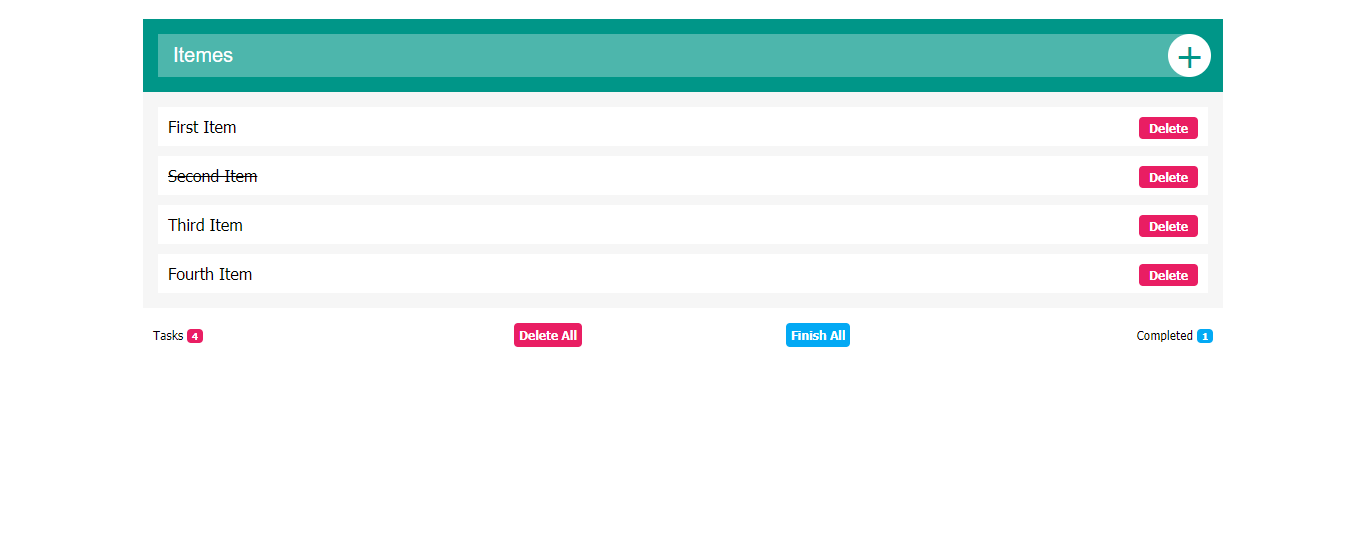 Itemes +
First Item Delete
Second Item Delete
Third Item Delete
Fourth Item Delete
Tasks 4 Delete All Finish All Completed 1